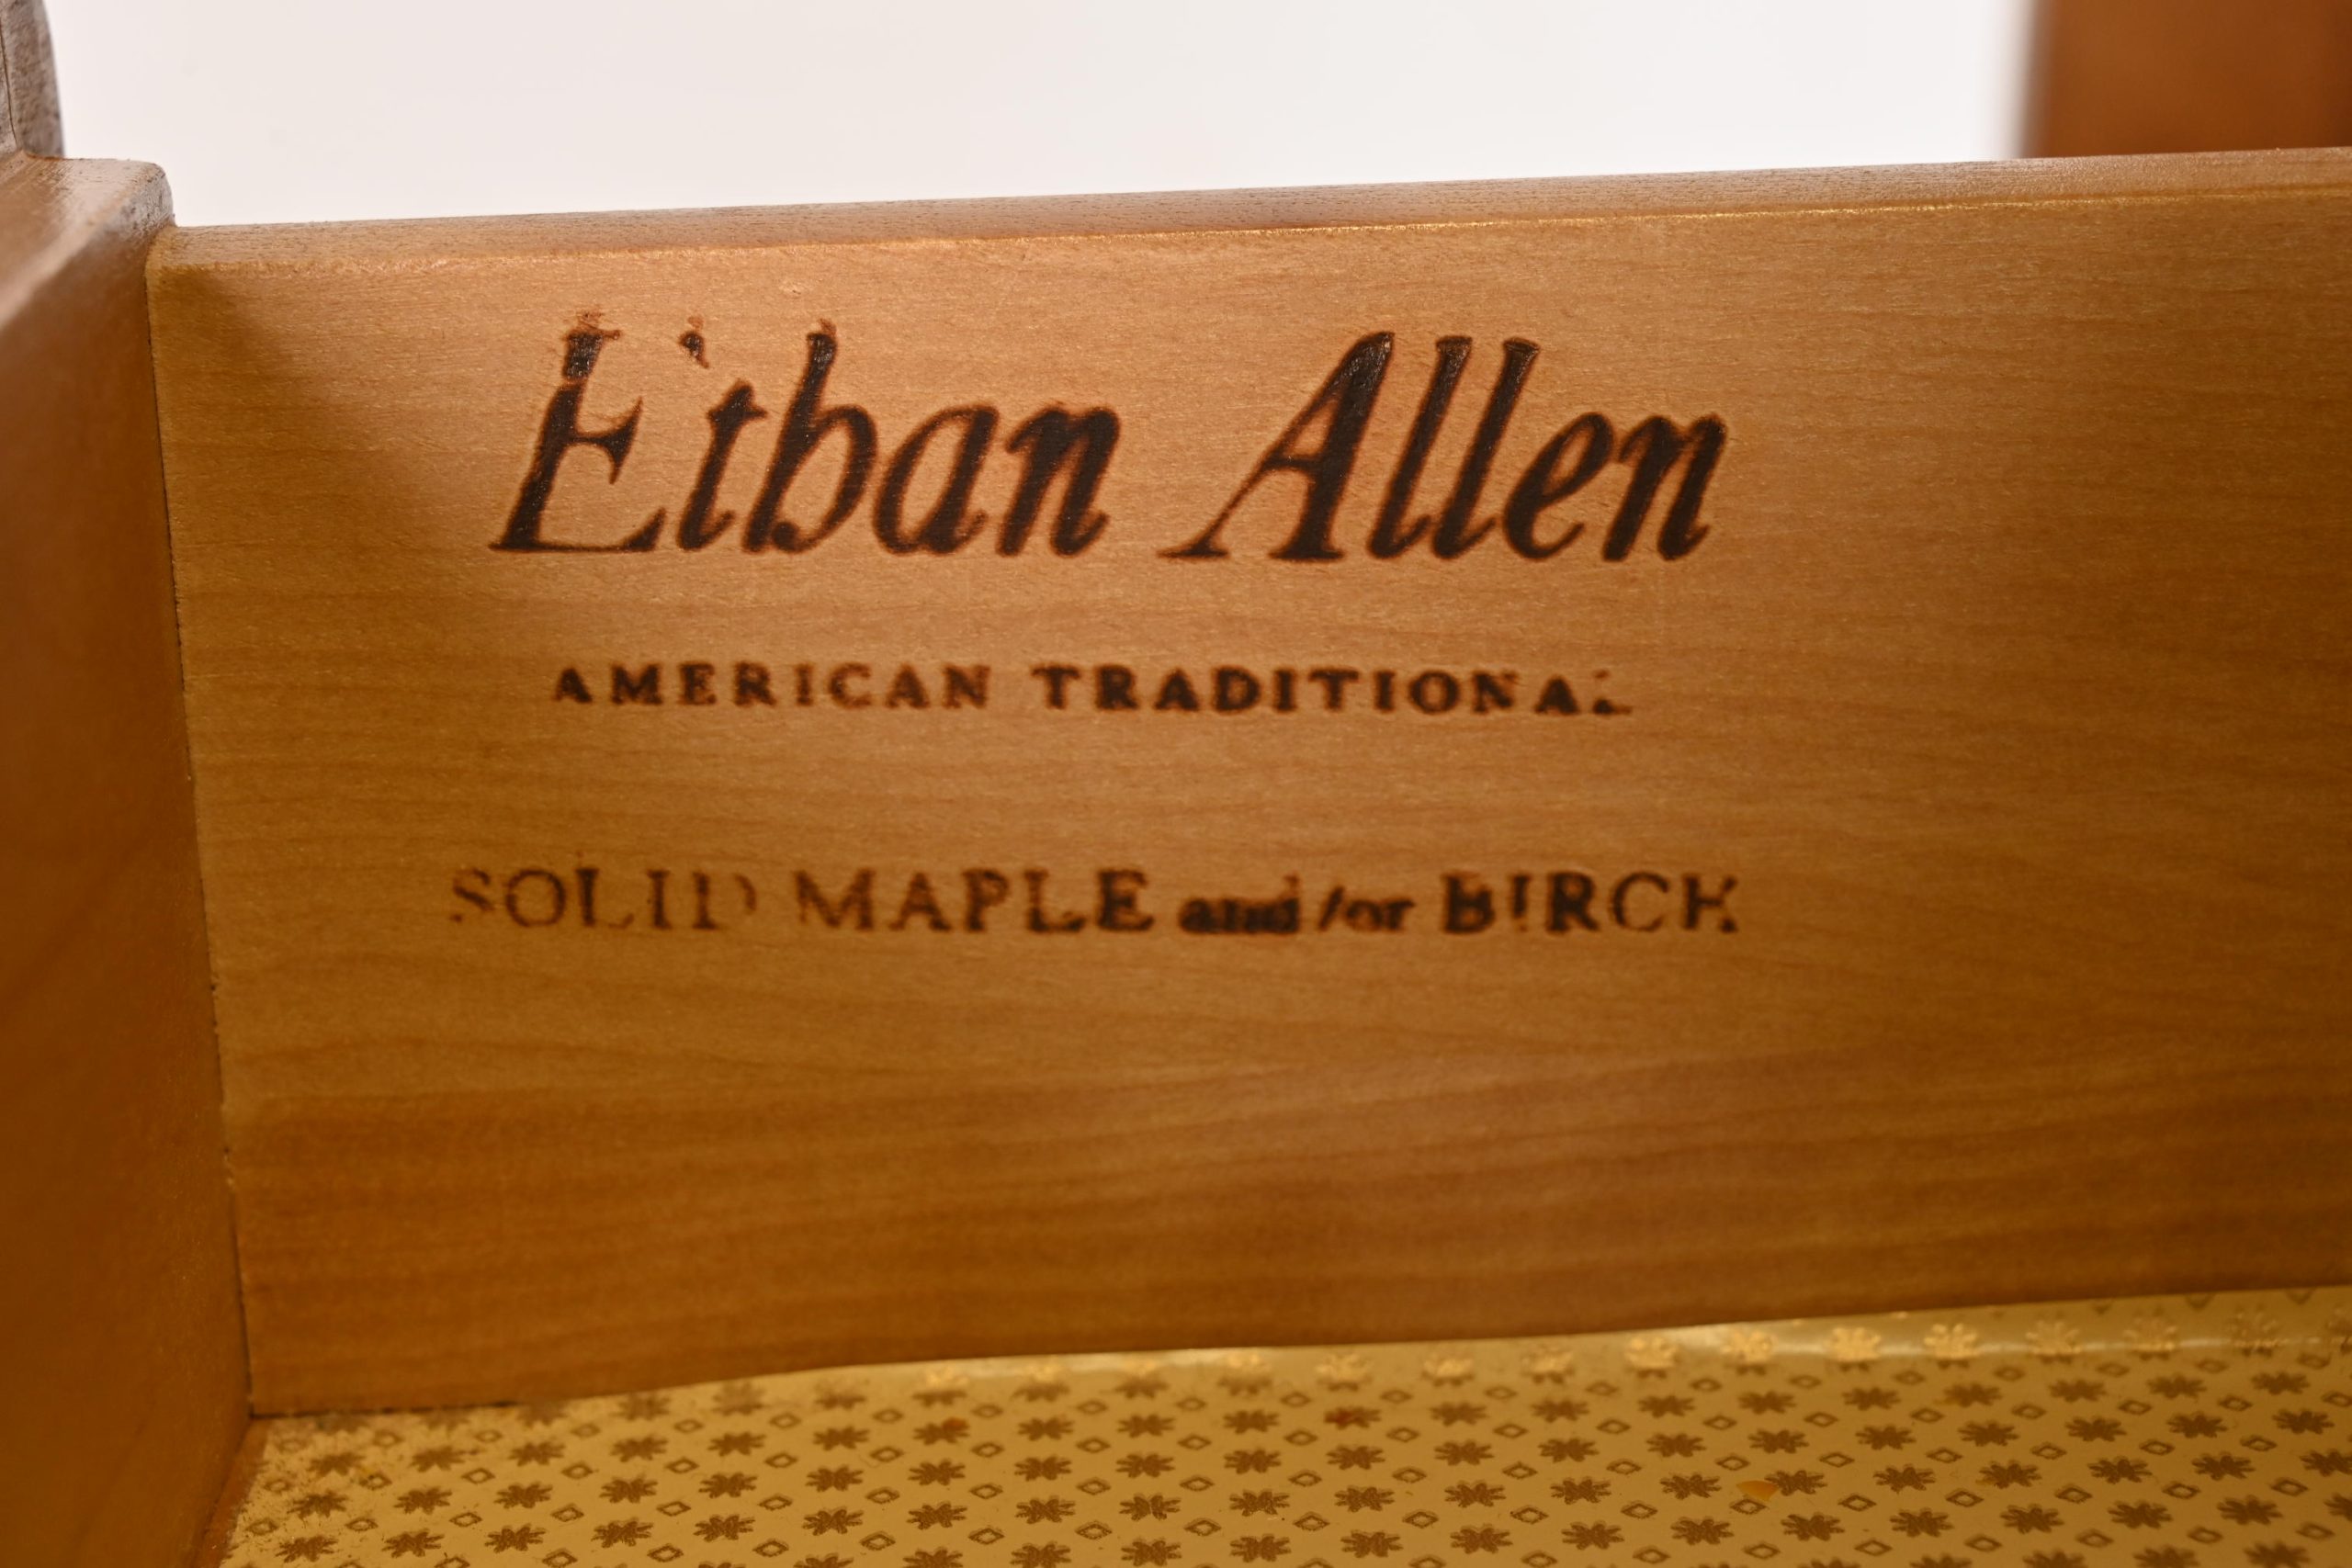 Ethan Allen
AMERICAN TRADITIONAL
SOLID MAPLE and/or BIRCH